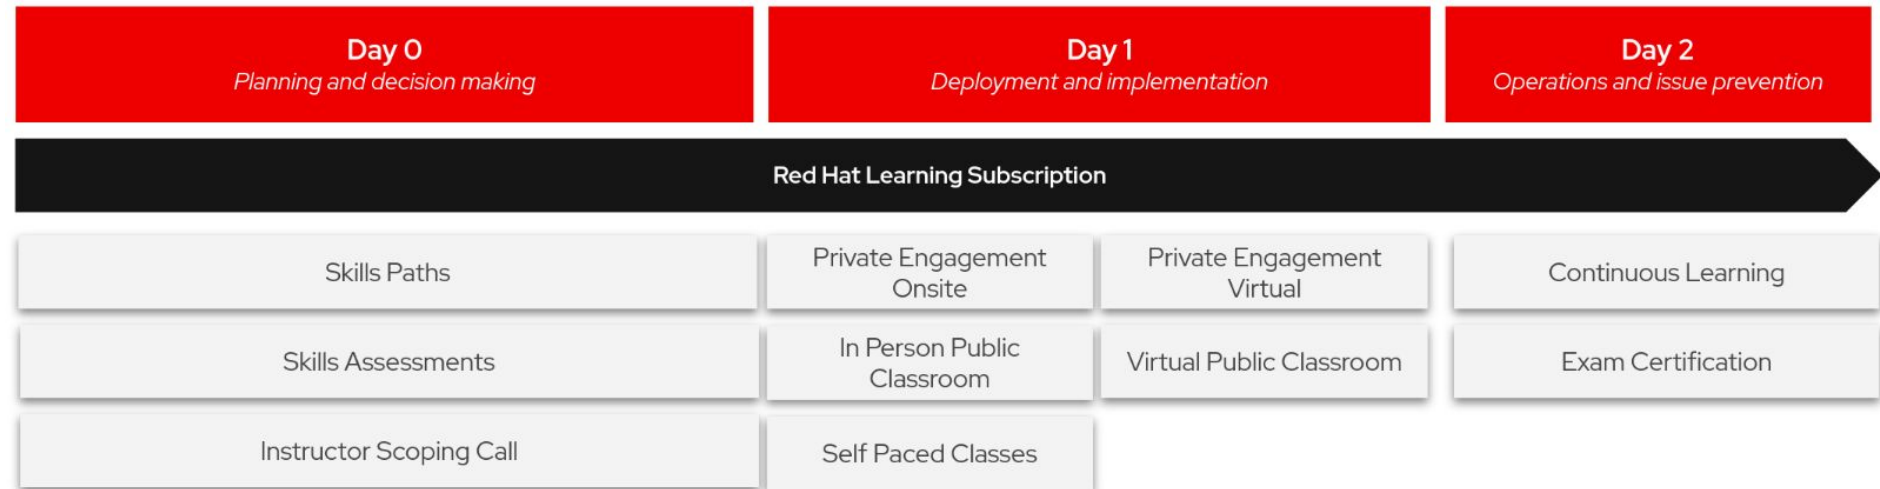 Day 0
Planning and decision making
Day 1
Deployment and implementation
Day 2
Operations and issue prevention
Red Hat Learning Subscription
Skills Paths
Private Engagement
Onsite
Private Engagement
Virtual
Continuous Learning
Skills Assessments
In Person Public
Classroom
Virtual Public Classroom
Exam Certification
Instructor Scoping Call
Self Paced Classes